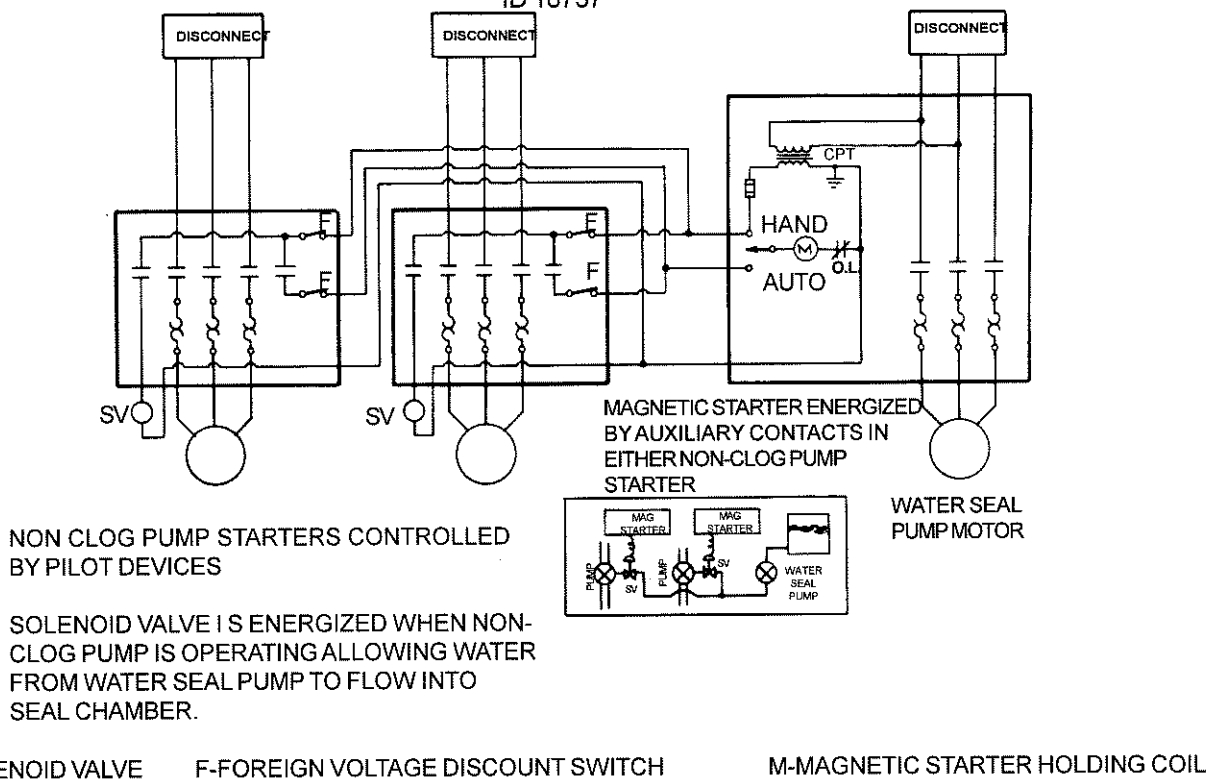 DISCONNECT
DISCONNECT
DISCONNECT
CPT
F
F
HAND
M
F
F
O.L.
AUTO
SV
SV
MAGNETIC STARTER ENERGIZED
BY AUXILIARY CONTACTS IN
EITHER NON-CLOG PUMP
STARTER
WATER SEAL
PUMP MOTOR
MAG
STARTER
MAG
STARTER
PUMP
SV
PUMP
SV
WATER
SEAL
PUMP
NON CLOG PUMP STARTERS CONTROLLED
BY PILOT DEVICES
SOLENOID VALVE I S ENERGIZED WHEN NON-
CLOG PUMP IS OPERATING ALLOWING WATER
FROM WATER SEAL PUMP TO FLOW INTO
SEAL CHAMBER.
ENOID VALVE F-FOREIGN VOLTAGE DISCOUNT SWITCH M-MAGNETIC STARTER HOLDING COIL